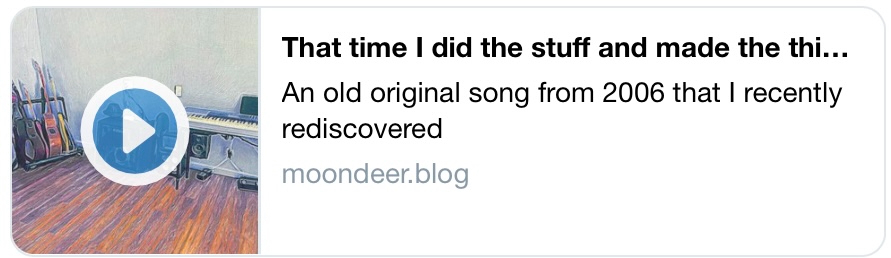 That time I did the stuff and made the thi...
An old original song from 2006 that I recently
rediscovered
moondeer.blog